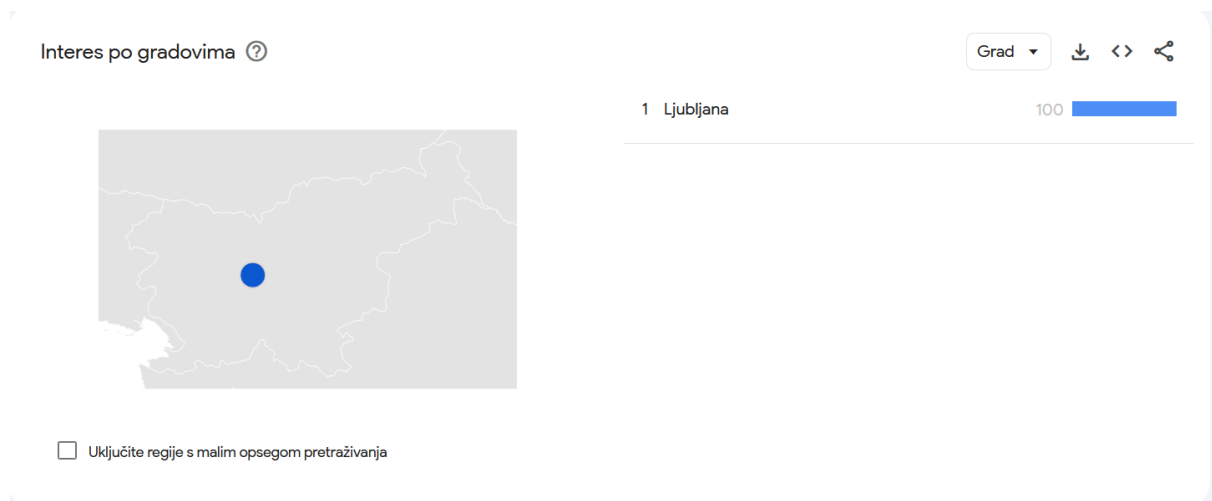 Interes po gradovima
Grad
1 Ljubljana 100
Uključite regije s malim opsegom pretraživanja